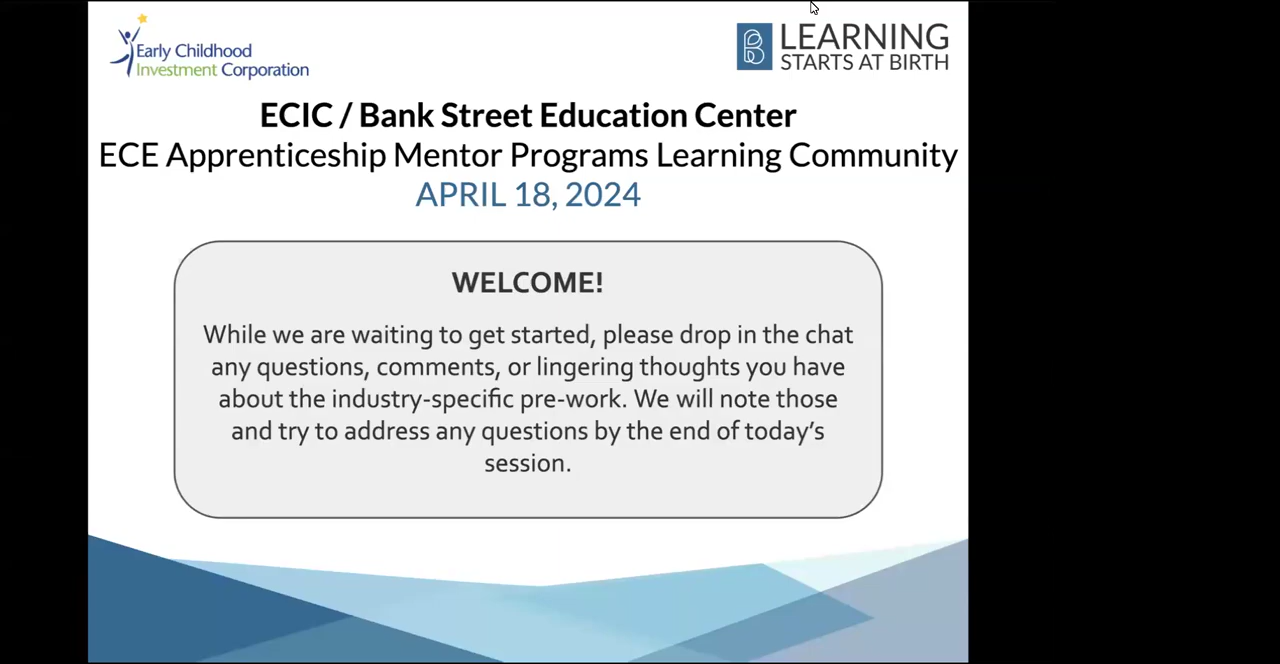 Early Childhood
Investment Corporation
LEARNING
STARTS AT BIRTH
ECIC / Bank Street Education Center
ECE Apprenticeship Mentor Programs Learning Community
APRIL 18, 2024
WELCOME!
While we are waiting to get started, please drop in the chat
any questions, comments, or lingering thoughts you have
about the industry-specific pre-work. We will note those
and try to address any questions by the end of today's
session.